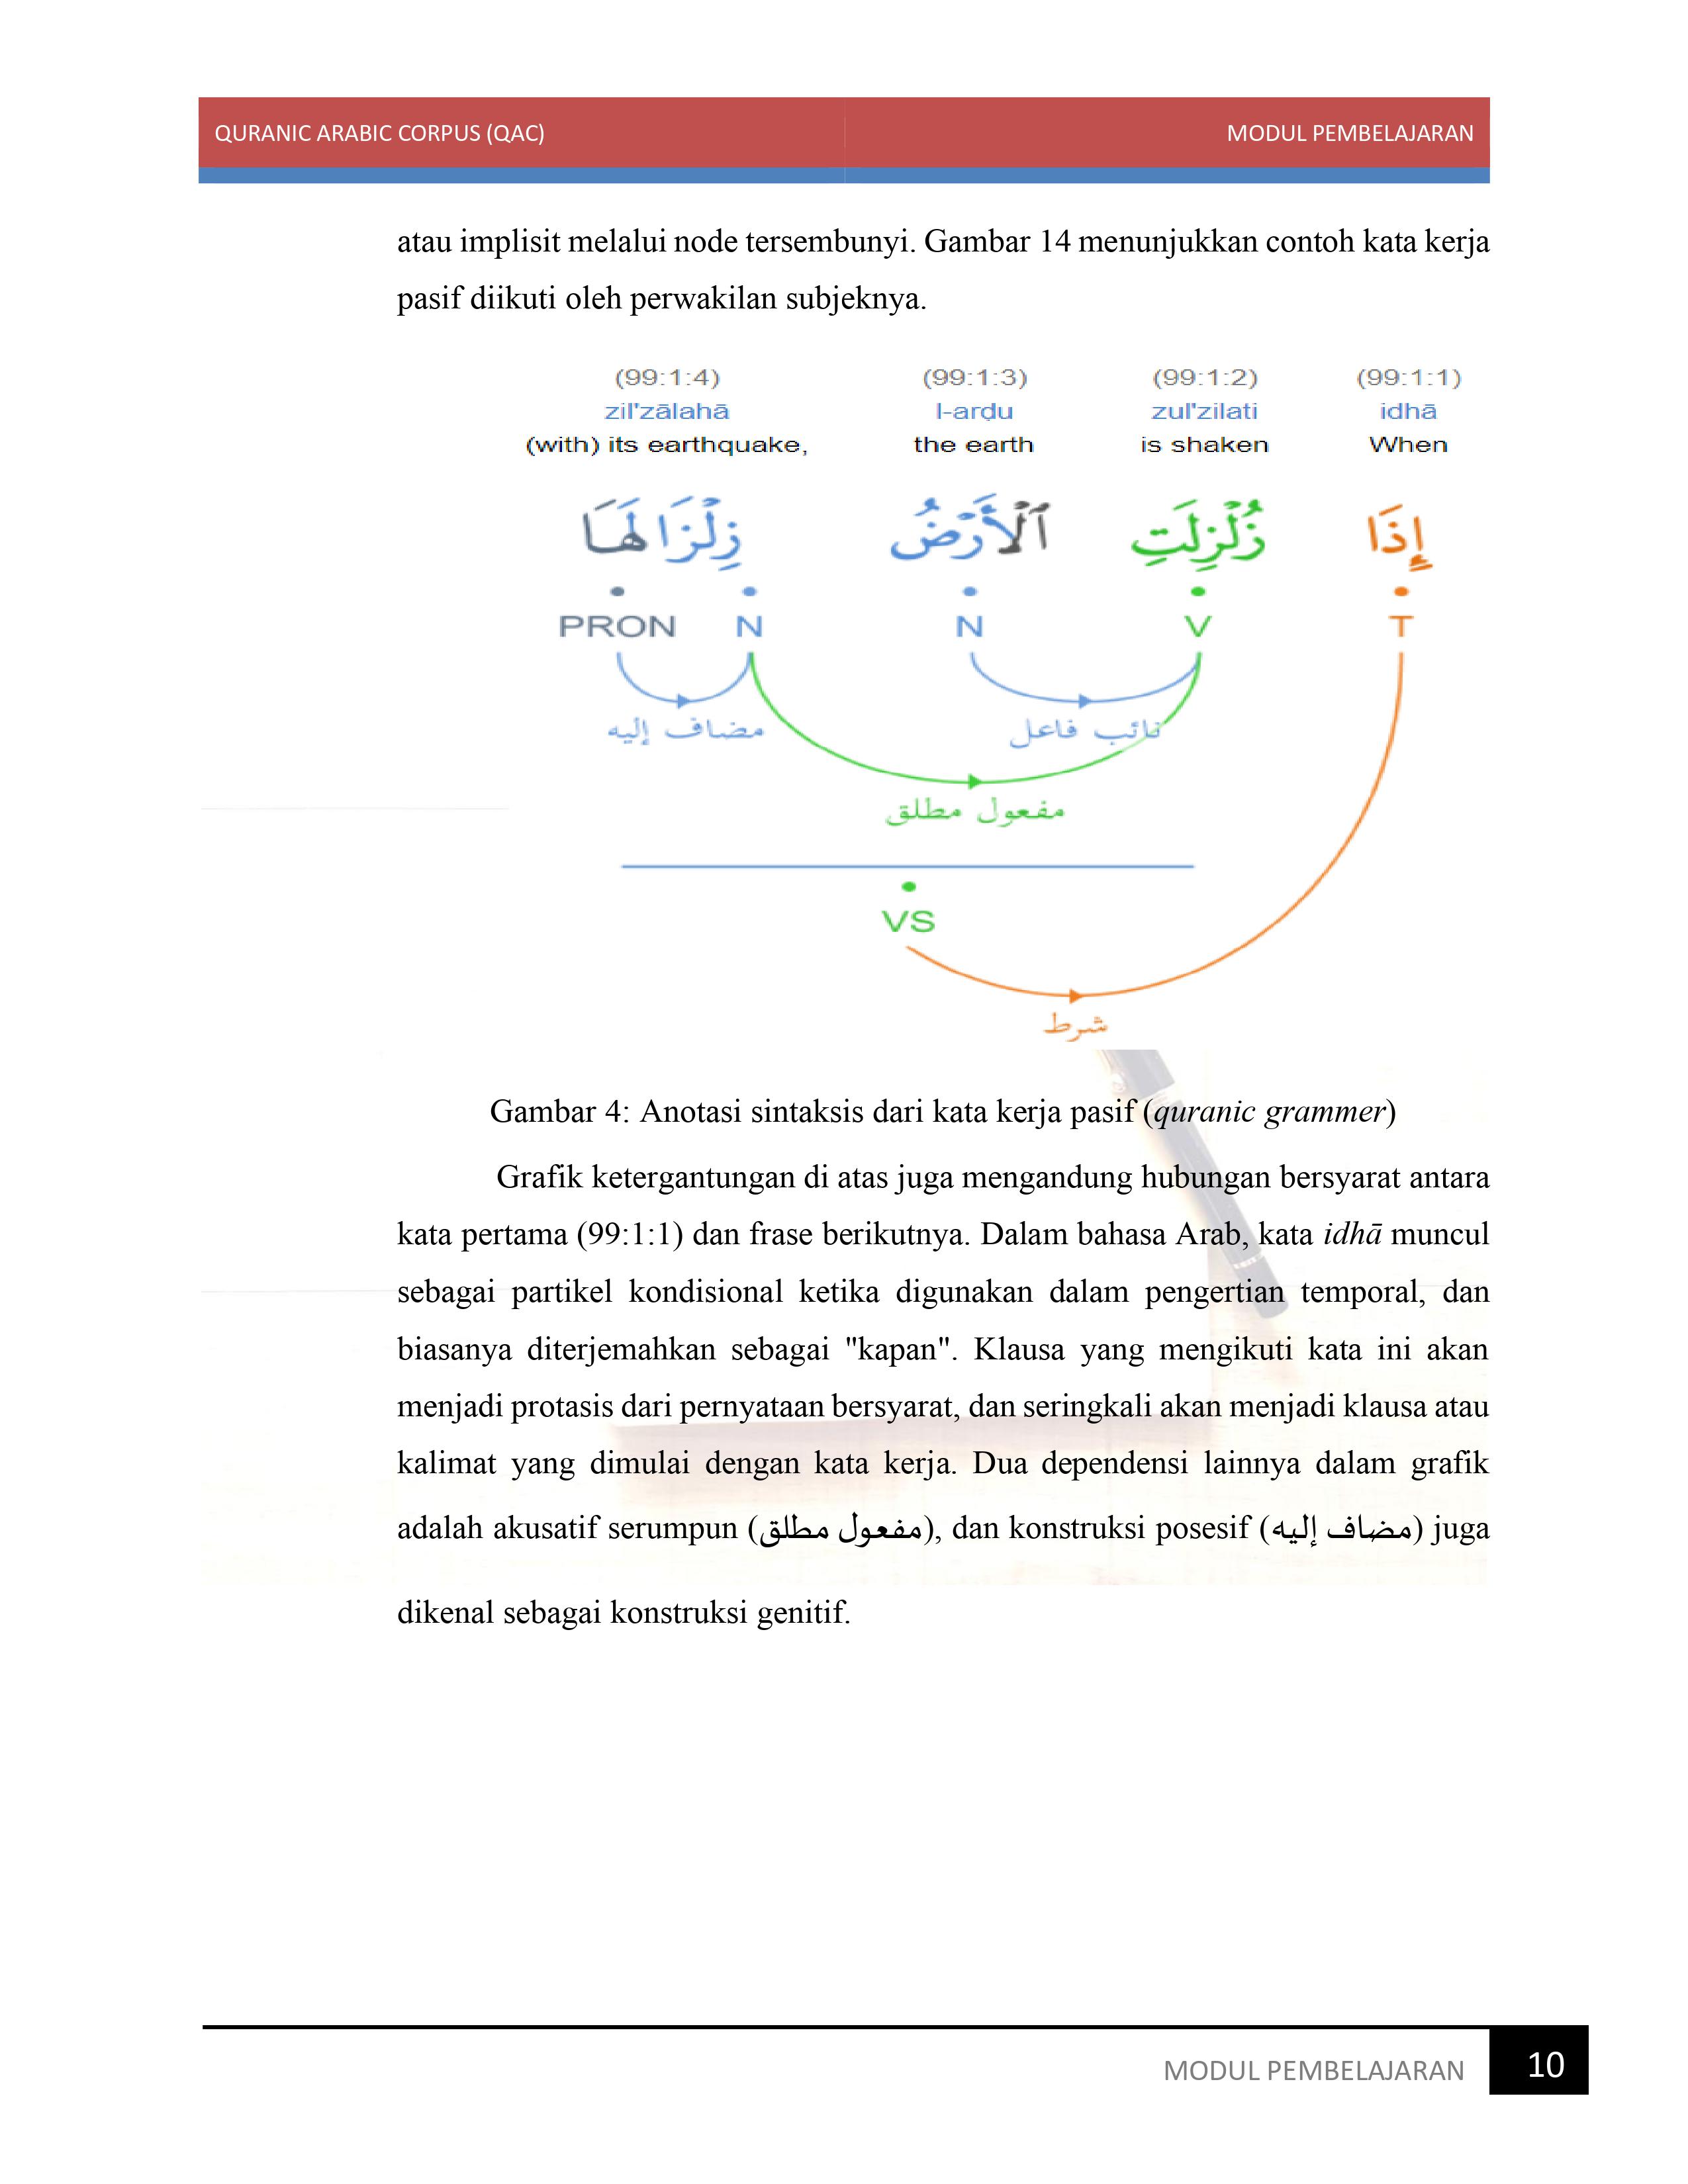 QURANIC ARABIC CORPUS (QAC) MODUL PEMBELAJARAN
atau implisit melalui node tersembunyi. Gambar 14 menunjukkan contoh kata kerja
pasif diikuti oleh perwakilan subjeknya.
(99:1:4) (99:1:3) (99:1:2) (99:1:1)
zil'zālahā l-arḍu zul'zilati idhā
(with) its earthquake, the earth is shaken When
إِذَا زُلْزِلَتِ ٱلْأَرْضُ زِلْزَالَهَا
PRON N N V T
مضاف إليه نائب فاعل
مفعول مطلق
VS
شرط
Gambar 4: Anotasi sintaksis dari kata kerja pasif (quranic grammer)
Grafik ketergantungan di atas juga mengandung hubungan bersyarat antara
kata pertama (99:1:1) dan frase berikutnya. Dalam bahasa Arab, kata idhā muncul
sebagai partikel kondisional ketika digunakan dalam pengertian temporal, dan
biasanya diterjemahkan sebagai "kapan". Klausa yang mengikuti kata ini akan
menjadi protasis dari pernyataan bersyarat, dan seringkali akan menjadi klausa atau
kalimat yang dimulai dengan kata kerja. Dua dependensi lainnya dalam grafik
adalah akusatif serumpun (مفعول مطلق), dan konstruksi posesif (مضاف إليه) juga
dikenal sebagai konstruksi genitif.
MODUL PEMBELAJARAN 10